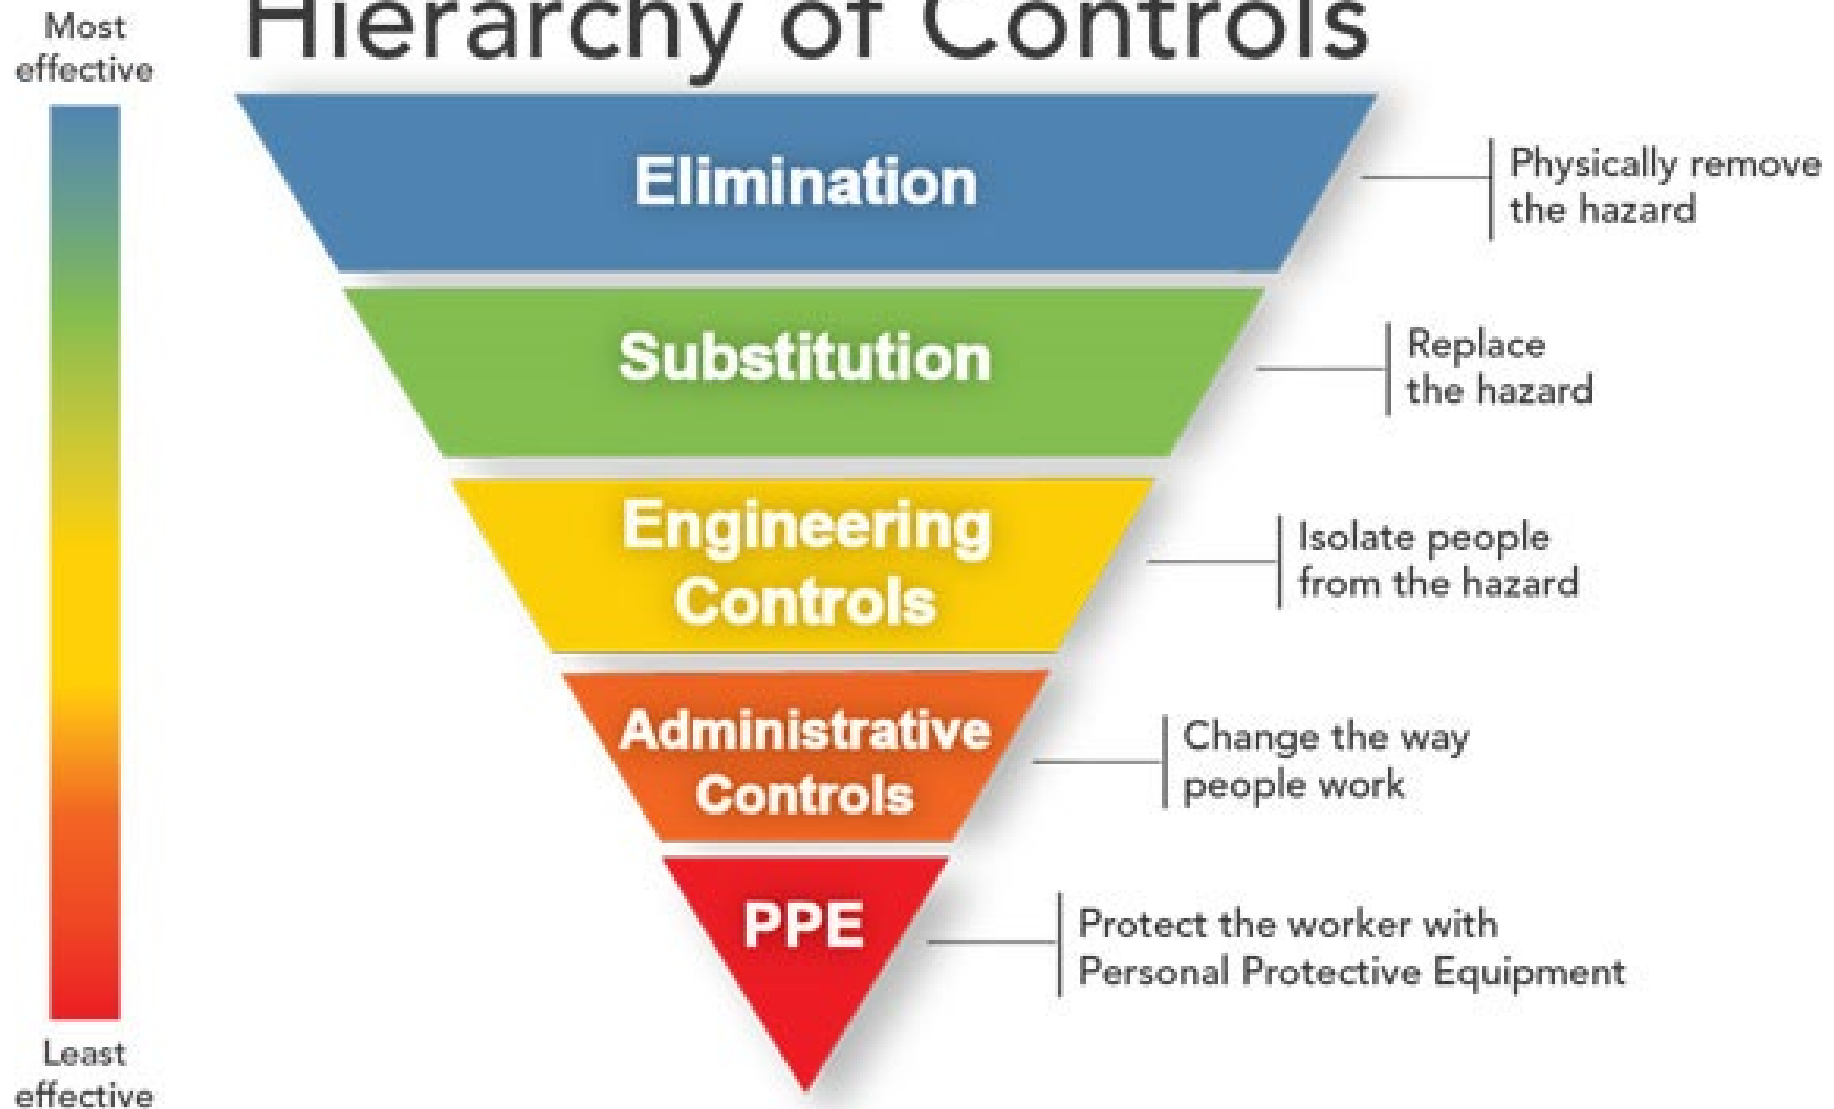 Hierarchy of Controls
Most
effective
Elimination
Physically remove
the hazard
Substitution
Replace
the hazard
Engineering
Controls
Isolate people
from the hazard
Administrative
Controls
Change the way
people work
PPE
Protect the worker with
Personal Protective Equipment
Least
effective